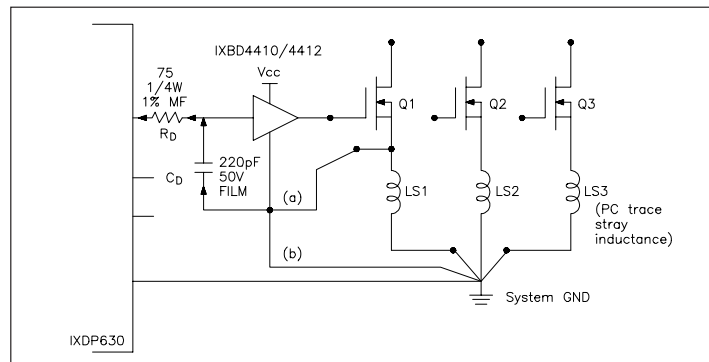 IXBD4410/4412
Vcc
75
1/4W
1% MF
RD
CD
220pF
50V
FILM
(a)
(b)
Q1
Q2
Q3
LS1
LS2
LS3
(PC trace
stray
inductance)
System GND
IXDP630